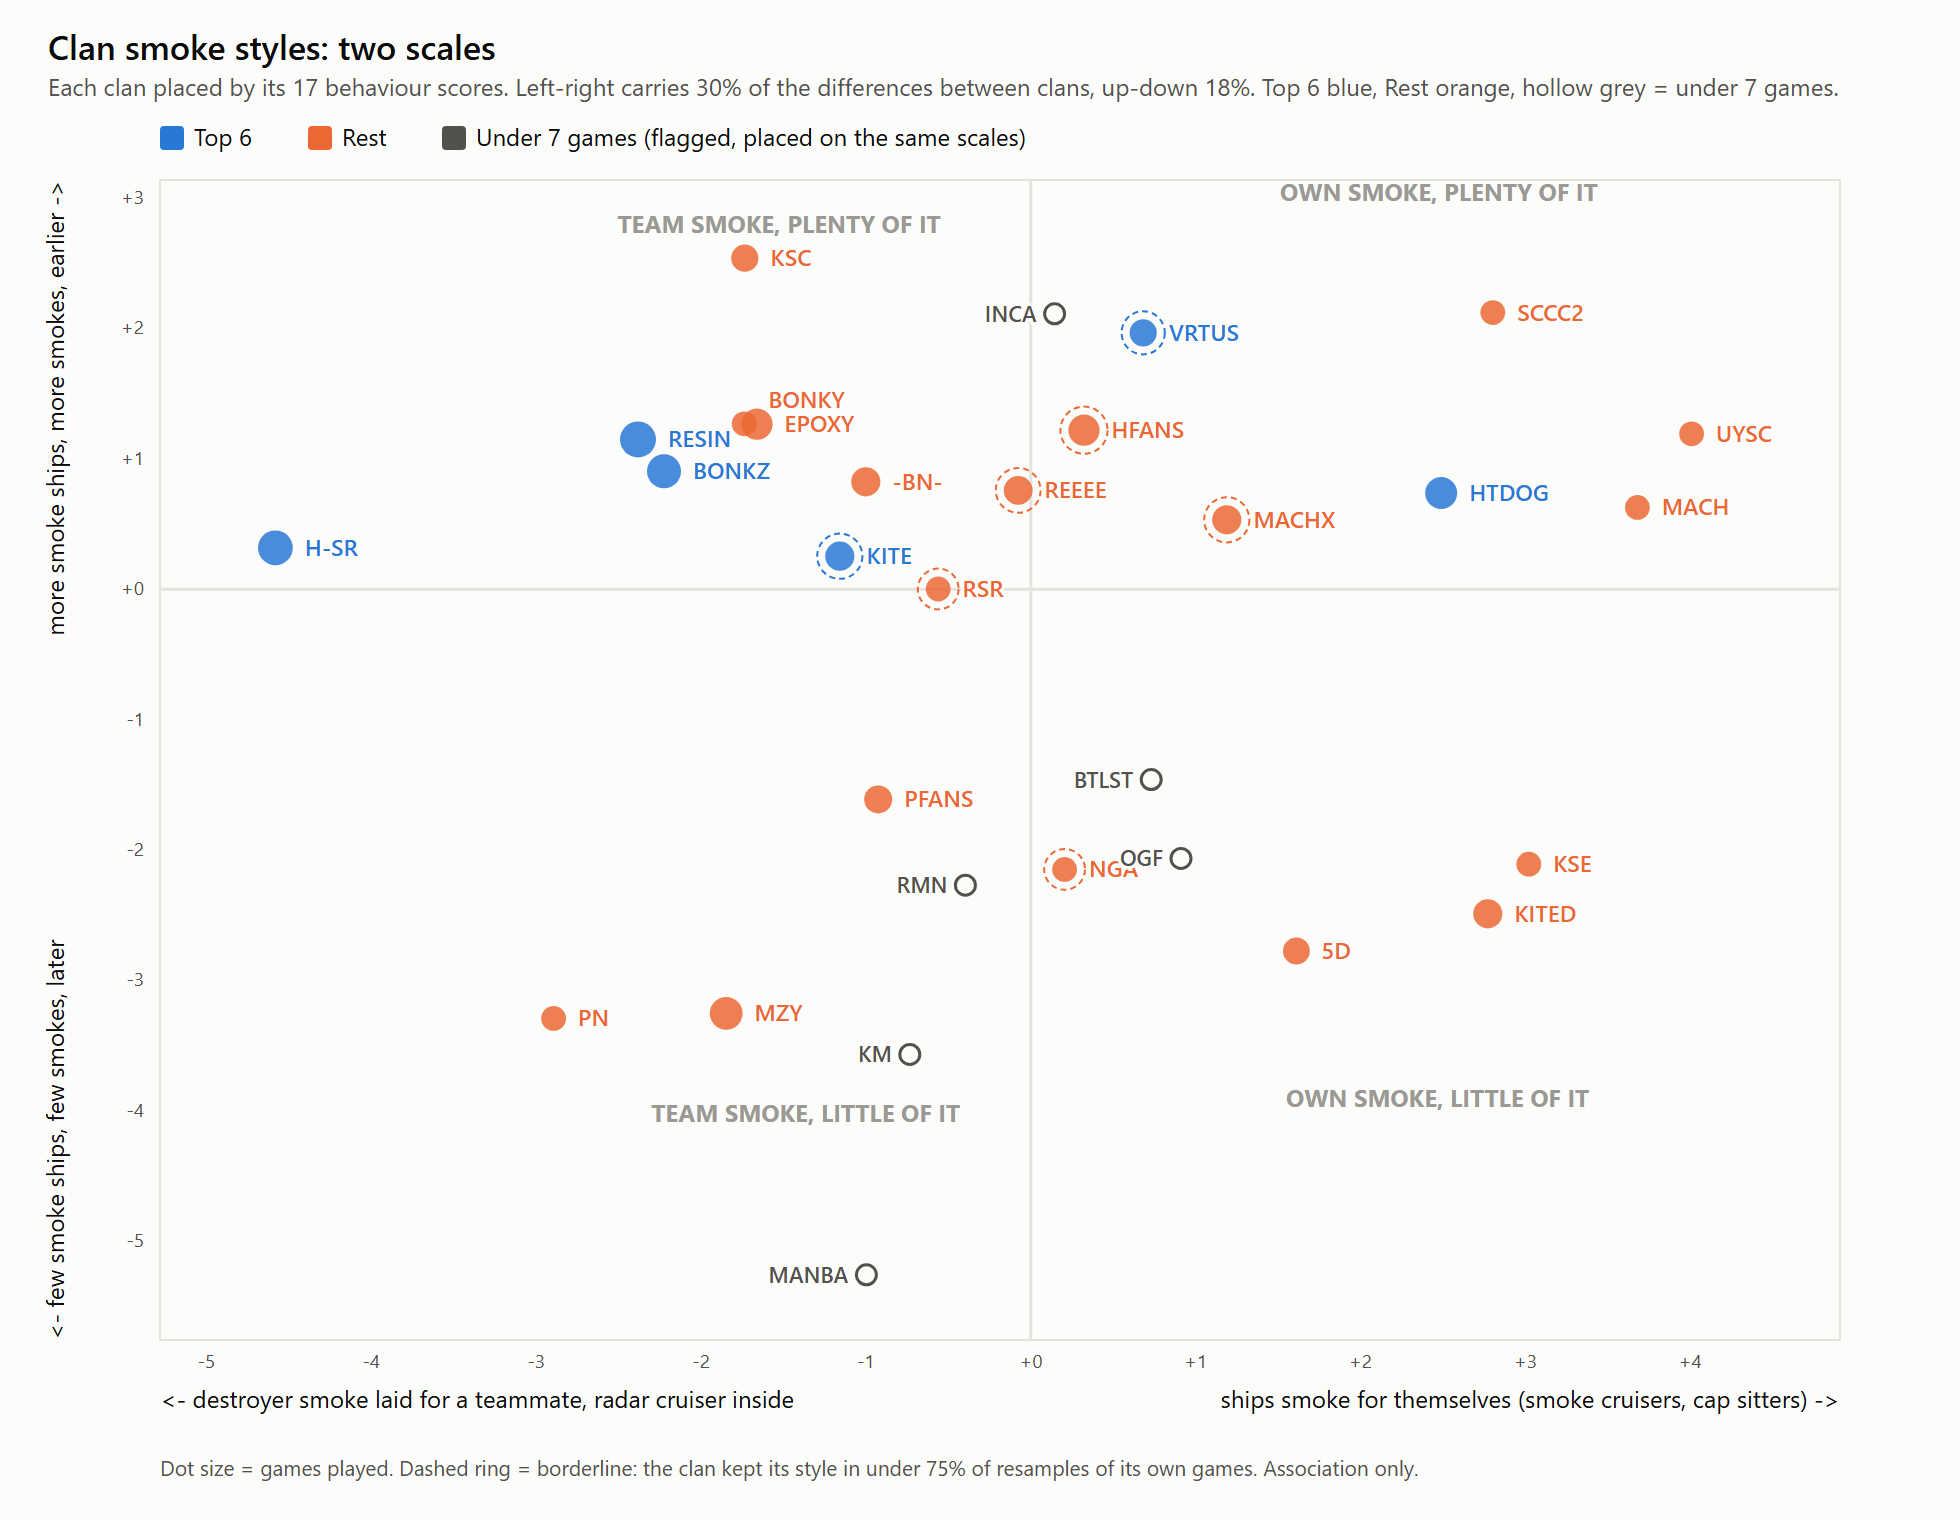 Clan smoke styles: two scales
Each clan placed by its 17 behaviour scores. Left-right carries 30% of the differences between clans, up-down 18%. Top 6 blue, Rest orange, hollow grey = under 7 games.
Top 6
Rest
Under 7 games (flagged, placed on the same scales)
more smoke ships, more smokes, earlier ->
<- few smoke ships, few smokes, later
+3
+2
+1
+0
-1
-2
-3
-4
-5
OWN SMOKE, PLENTY OF IT
TEAM SMOKE, PLENTY OF IT
KSC
INCA
SCCC2
VRTUS
BONKY
EPOXY
HFANS
UYSC
RESIN
BONKZ
-BN-
REEEE
HTDOG
MACH
MACHX
H-SR
KITE
RSR
BTLST
PFANS
OGF
NGA
KSE
RMN
KITED
5D
MZY
PN
KM
OWN SMOKE, LITTLE OF IT
TEAM SMOKE, LITTLE OF IT
MANBA
-5
-4
-3
-2
-1
+0
+1
+2
+3
+4
<- destroyer smoke laid for a teammate, radar cruiser inside
ships smoke for themselves (smoke cruisers, cap sitters) ->
Dot size = games played. Dashed ring = borderline: the clan kept its style in under 75% of resamples of its own games. Association only.